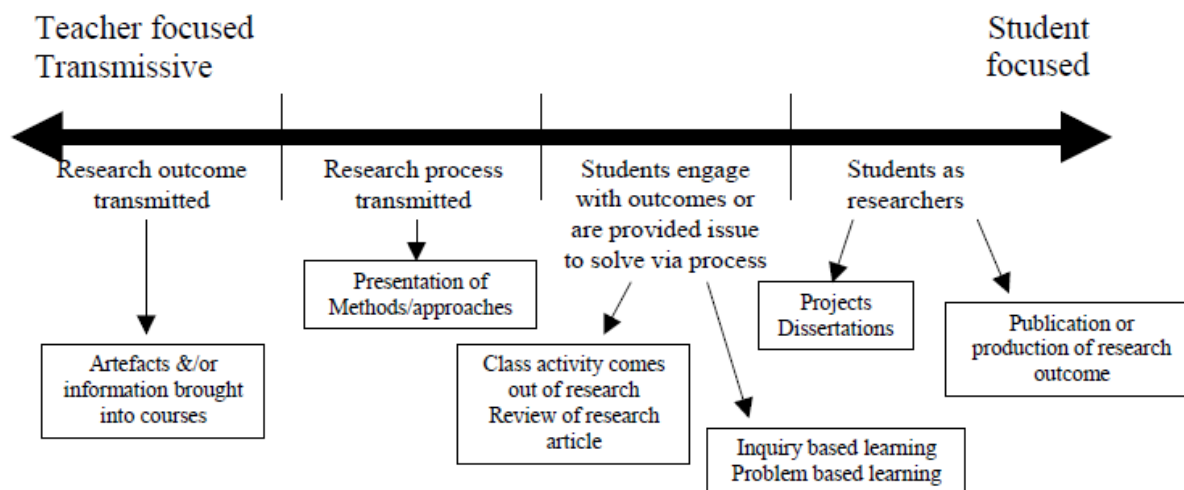 Teacher focused
Transmissive
Student
focused
Research outcome
transmitted
Research process
transmitted
Students engage
with outcomes or
are provided issue
to solve via process
Students as
researchers
Artefacts &/or
information brought
into courses
Presentation of
Methods/approaches
Class activity comes
out of research
Review of research
article
Inquiry based learning
Problem based learning
Projects
Dissertations
Publication or
production of research
outcome